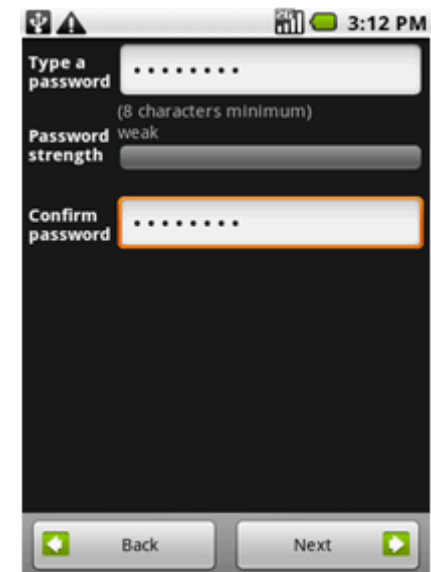 3:12 PM
Type a
password
••••••••
(8 characters minimum)
Password
strength
weak
Confirm
password
••••••••
Back
Next